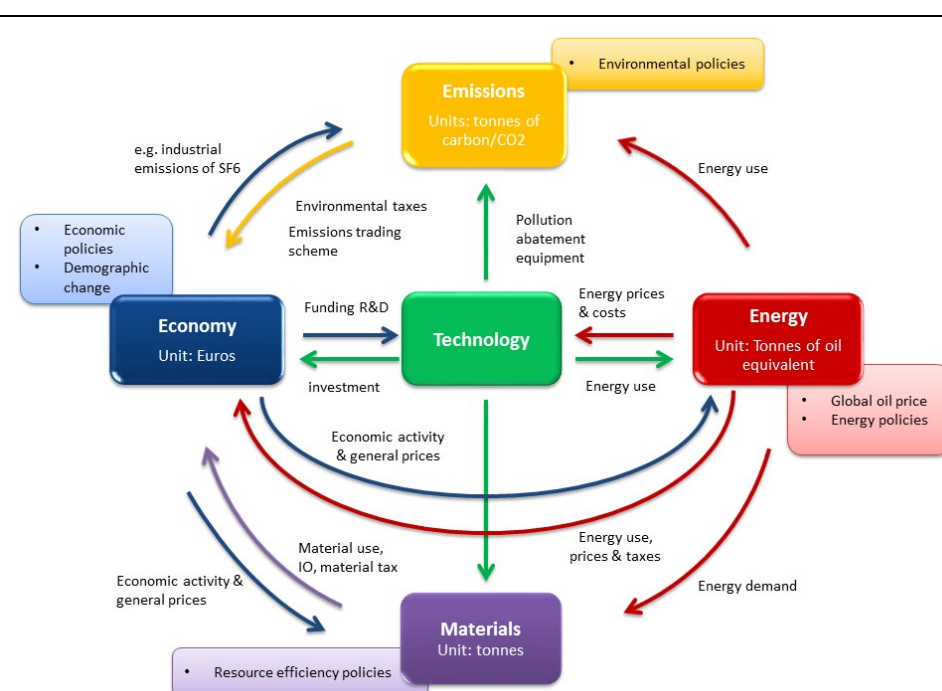 Emissions
Units: tonnes of
carbon/CO2
• Environmental policies
e.g. industrial
emissions of SF6
Energy use
Environmental taxes
Emissions trading
scheme
Pollution
abatement
equipment
• Economic
policies
• Demographic
change
Economy
Unit: Euros
Funding R&D
investment
Technology
Energy prices
& costs
Energy use
Energy
Unit: Tonnes of oil
equivalent
• Global oil price
• Energy policies
Economic activity
& general prices
Energy use,
prices & taxes
Material use,
IO, material tax
Economic activity &
general prices
Energy demand
Materials
Unit: tonnes
• Resource efficiency policies